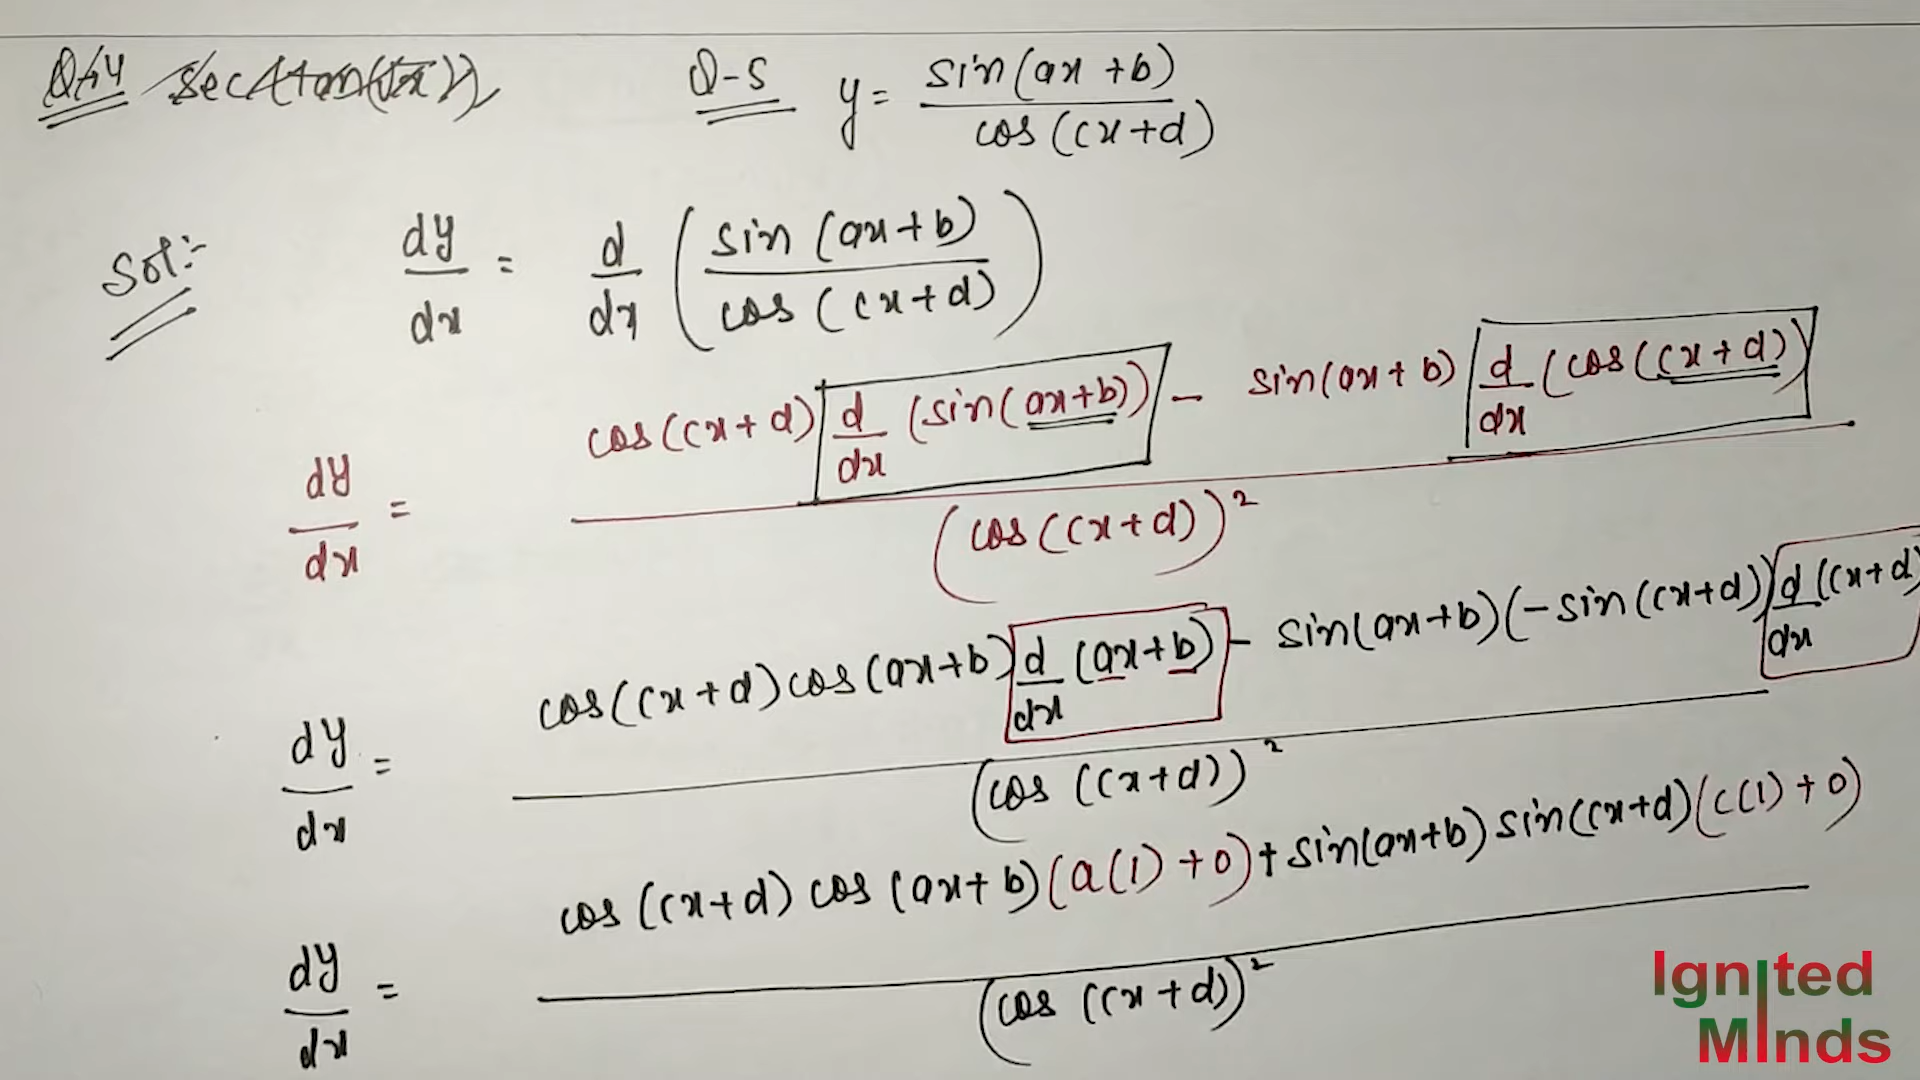 Q-4 sec(tan(√x))
Q-5 y = sin(ax+b) / cos(cx+d)
Sol:- dy/dx = d/dx (sin(ax+b) / cos(cx+d))
dy/dx = cos(cx+d) d/dx (sin(ax+b)) - sin(ax+b) d/dx (cos(cx+d)) / (cos(cx+d))²
dy/dx = cos(cx+d) cos(ax+b) d/dx (ax+b) - sin(ax+b)(-sin(cx+d)) d/dx (cx+d) / (cos(cx+d))²
dy/dx = cos(cx+d) cos(ax+b)(a(1)+0) + sin(ax+b) sin(cx+d)(c(1)+0) / (cos(cx+d))²
Ignited
Minds